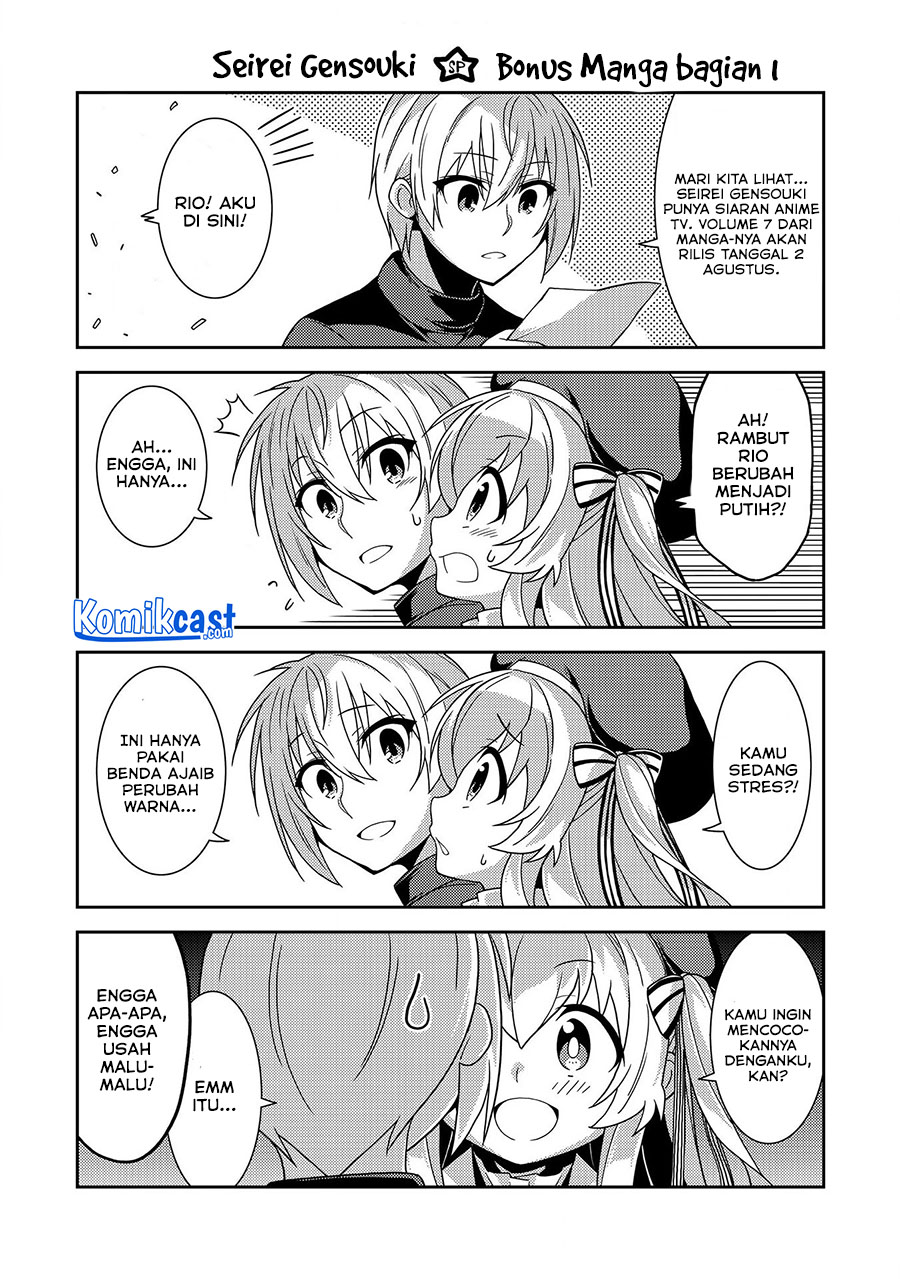 Seirei Gensouki SP Bonus Manga bagian 1
MARI KITA LIHAT...
SEIREI GENSOUKI
PUNYA SIARAN ANIME
TV. VOLUME 7 DARI
MANGA-NYA AKAN
RILIS TANGGAL 2
AGUSTUS.
RIO! AKU
DI SINI!
AH!
RAMBUT
RIO
BERUBAH
MENJADI
PUTIH?!
AH...
ENGGA, INI
HANYA...
Komikcast
.com
KAMU
SEDANG
STRES?!
INI HANYA
PAKAI
BENDA AJAIB
PERUBAH
WARNA...
KAMU INGIN
MENCOCO-
KANNYA
DENGANKU,
KAN?
EMM
ITU...
ENGGA
APA-APA,
ENGGA
USAH
MALU-
MALU!